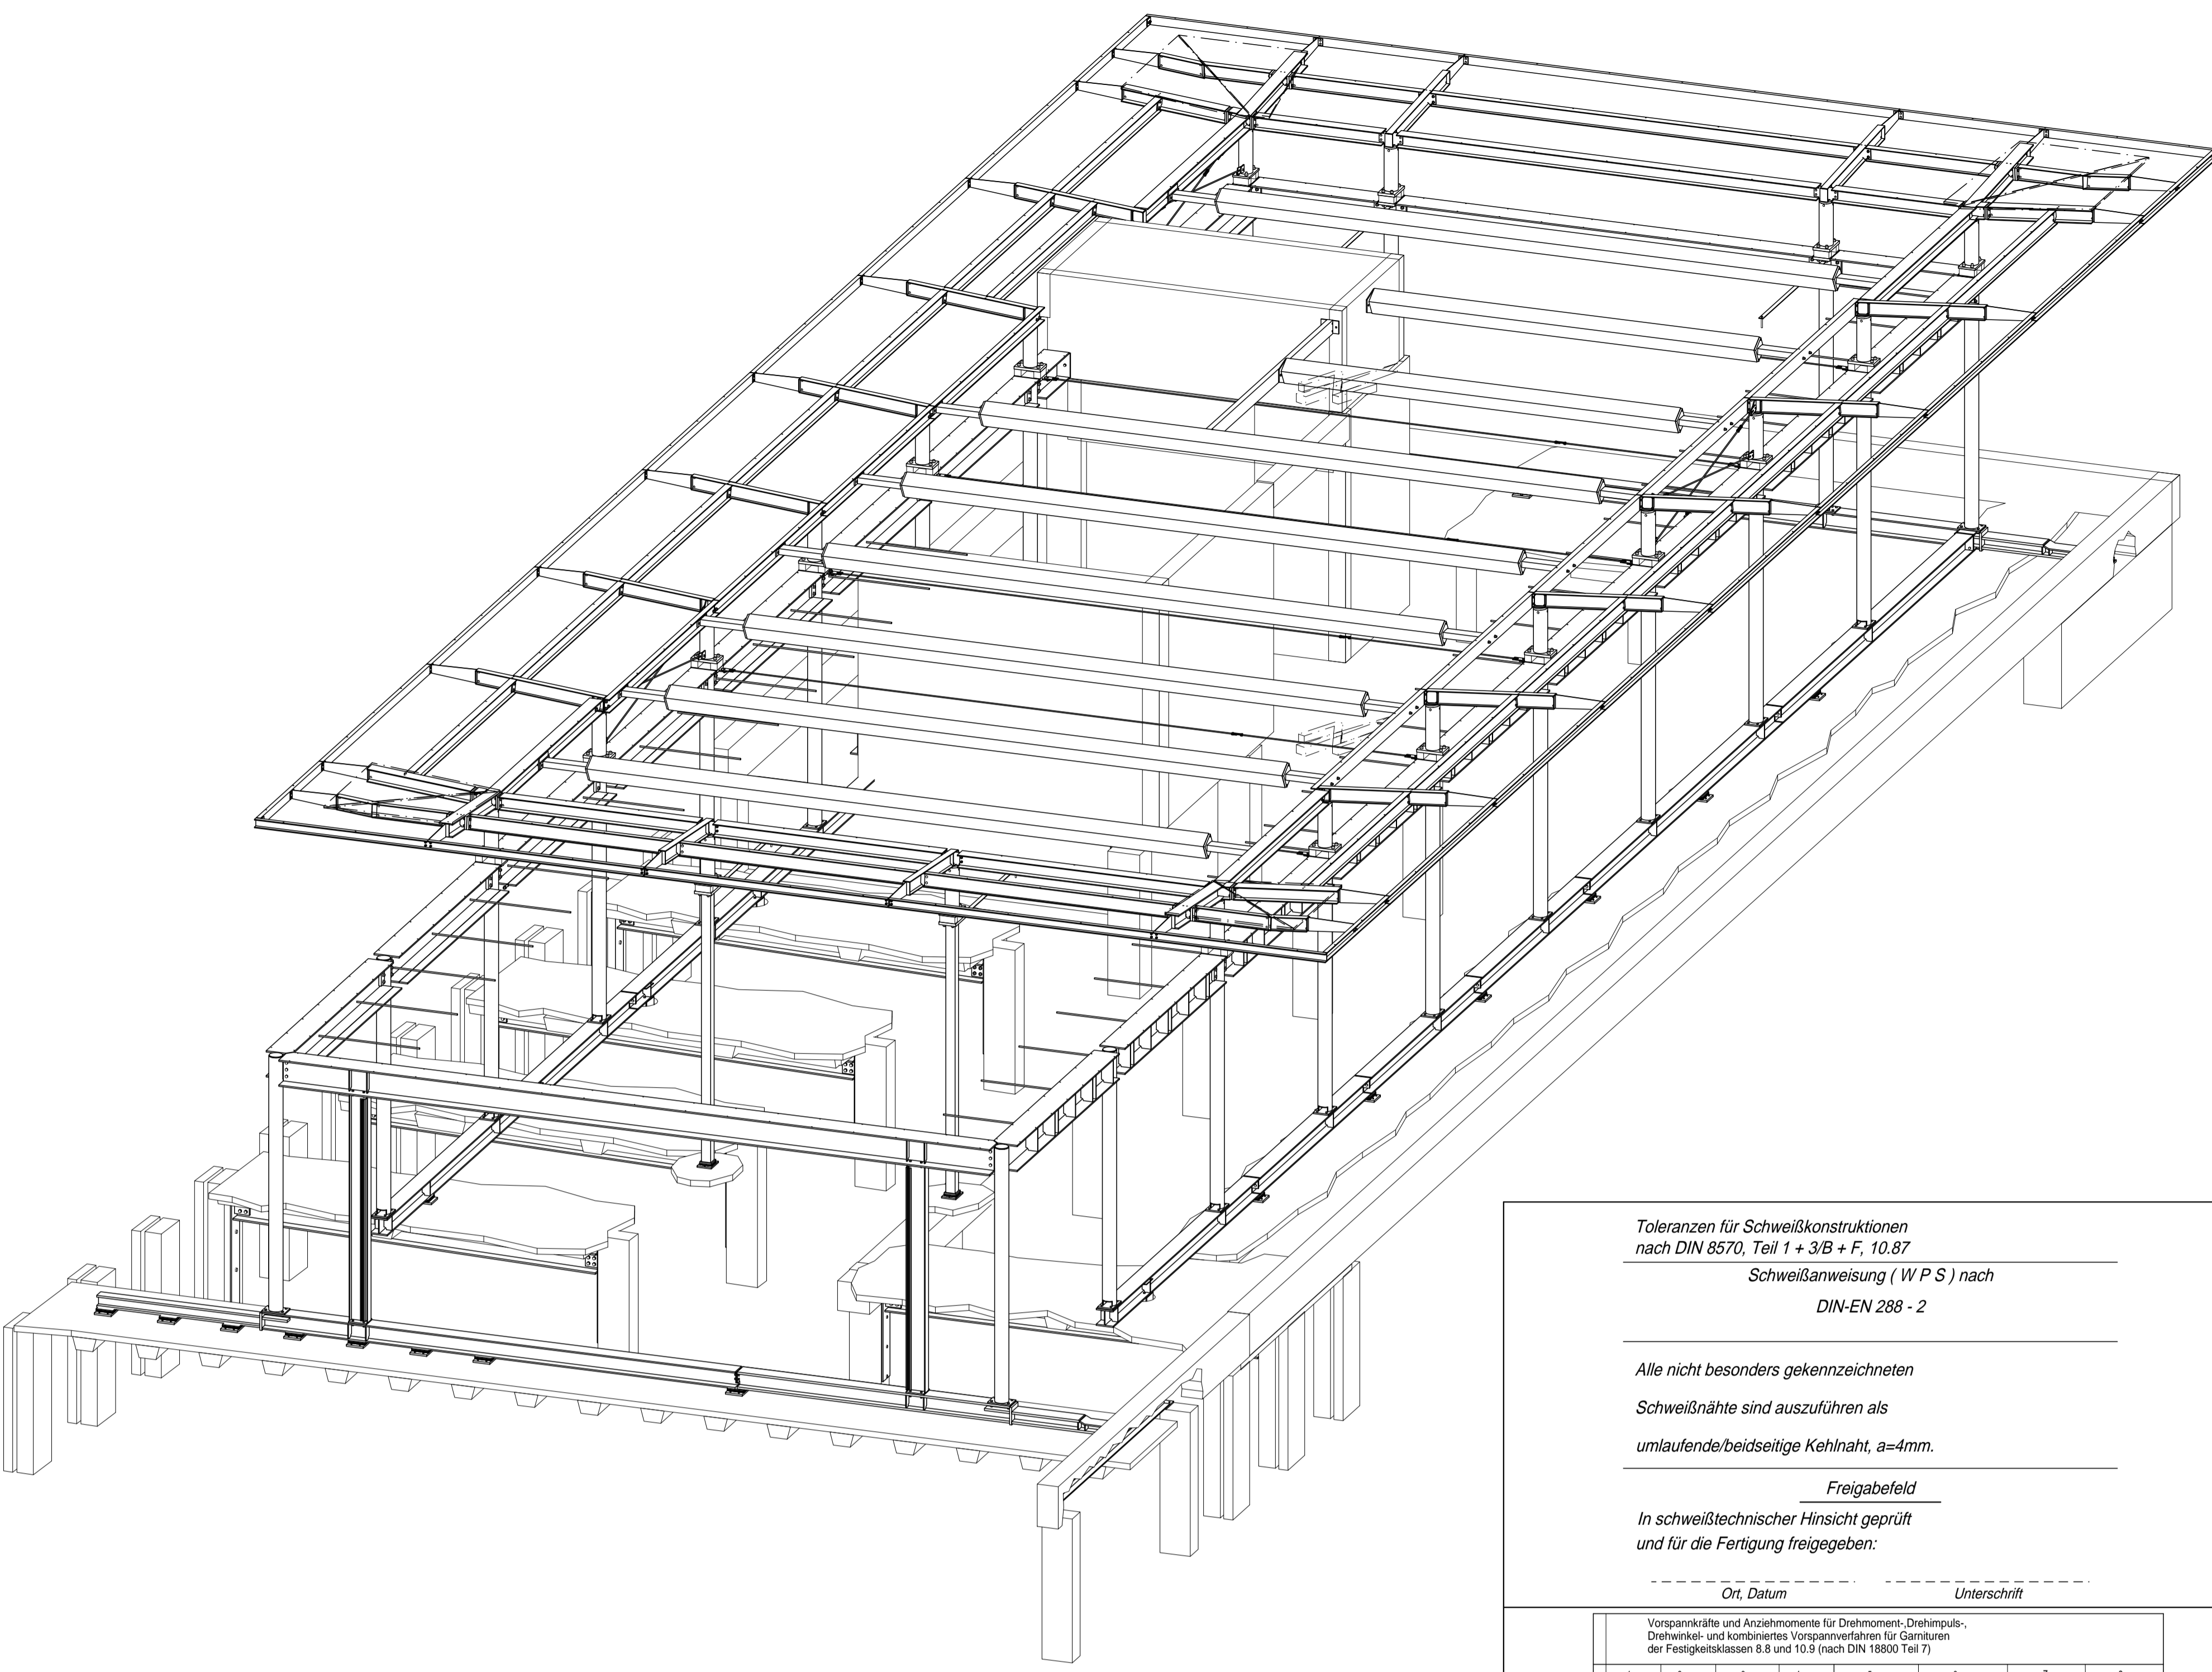 Toleranzen für Schweißkonstruktionen
nach DIN 8570, Teil 1 + 3/B + F, 10.87
Schweißanweisung ( W P S ) nach
DIN-EN 288 - 2
Alle nicht besonders gekennzeichneten
Schweißnähte sind auszuführen als
umlaufende/beidseitige Kehlnaht, a=4mm.
Freigabefeld
In schweißtechnischer Hinsicht geprüft
und für die Fertigung freigegeben:
Ort, Datum
Unterschrift
Vorspannkräfte und Anziehmomente für Drehmoment-,Drehimpuls-,
Drehwinkel- und kombiniertes Vorspannverfahren für Garnituren
der Festigkeitsklassen 8.8 und 10.9 (nach DIN 18800 Teil 7)